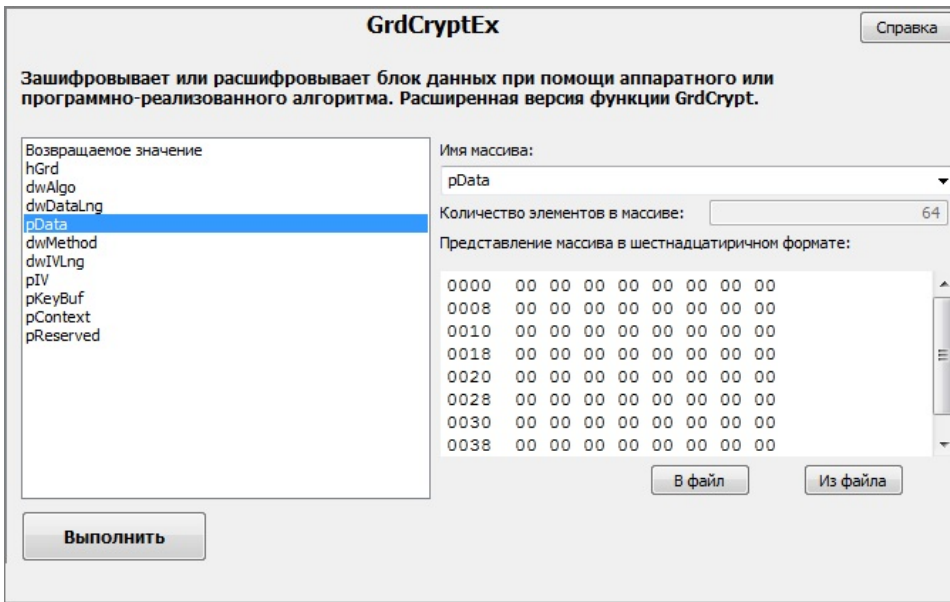 GrdCryptEx
Справка
Зашифровывает или расшифровывает блок данных при помощи аппаратного или
программно-реализованного алгоритма. Расширенная версия функции GrdCrypt.
Возвращаемое значение
hGrd
dwAlgo
dwDataLng
pData
dwMethod
dwIVLng
pIV
pKeyBuf
pContext
pReserved
Имя массива:
pData
Количество элементов в массиве: 64
Представление массива в шестнадцатиричном формате:
0000 00 00 00 00 00 00 00 00
0008 00 00 00 00 00 00 00 00
0010 00 00 00 00 00 00 00 00
0018 00 00 00 00 00 00 00 00
0020 00 00 00 00 00 00 00 00
0028 00 00 00 00 00 00 00 00
0030 00 00 00 00 00 00 00 00
0038 00 00 00 00 00 00 00 00
В файл
Из файла
Выполнить